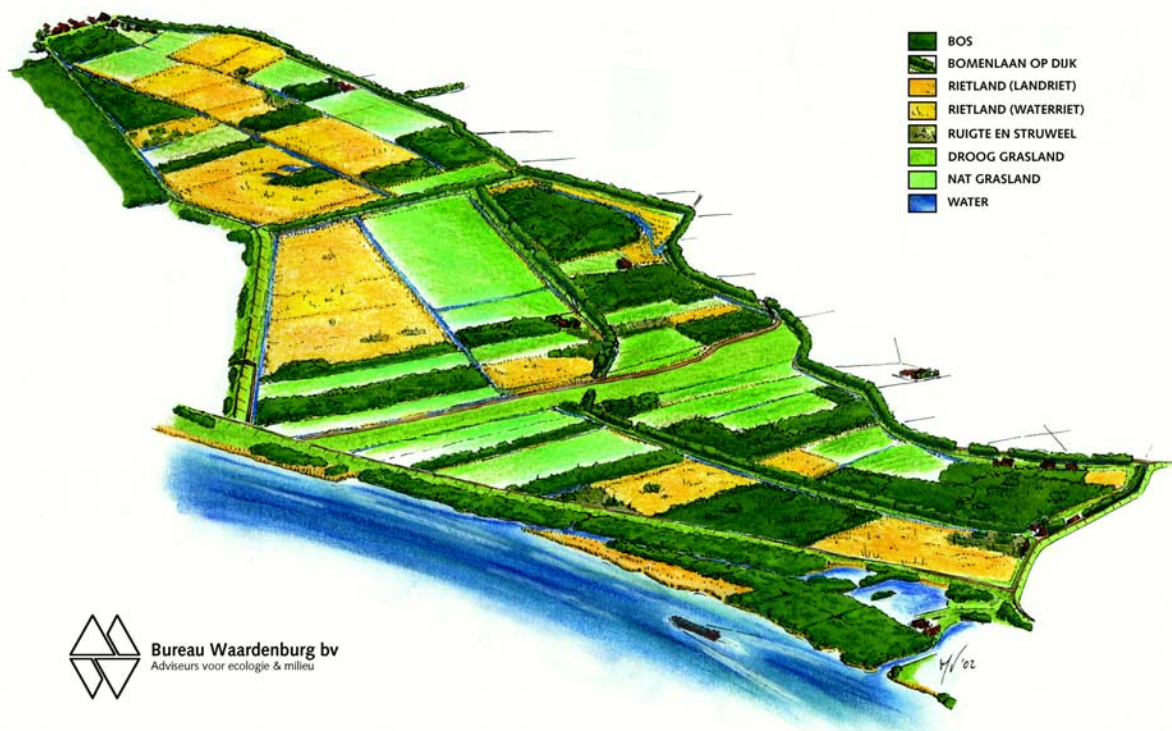 BOS
BOMENLAAN OP DIJK
RIETLAND (LANDRIET)
RIETLAND (WATERRIET)
RUIGTE EN STRUWEEL
DROOG GRASLAND
NAT GRASLAND
WATER
Bureau Waardenburg bv
Adviseurs voor ecologie & milieu
'02